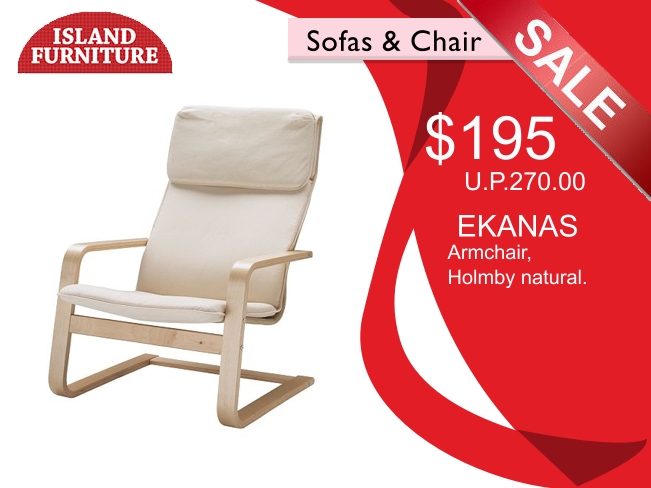 ISLAND
FURNITURE
Sofas & Chair
SALE
$195
U.P.270.00
EKANAS
Armchair,
Holmby natural.